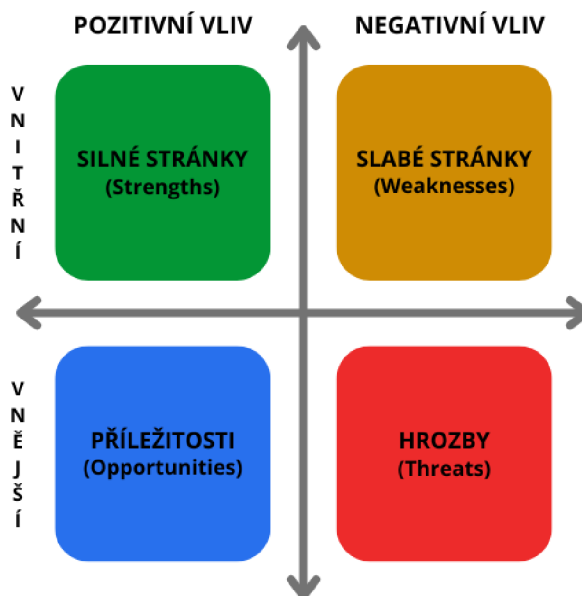 POZITIVNÍ VLIV
NEGATIVNÍ VLIV
VNITŘNÍ
SILNÉ STRÁNKY
(Strengths)
SLABÉ STRÁNKY
(Weaknesses)
VNĚJŠÍ
PŘÍLEŽITOSTI
(Opportunities)
HROZBY
(Threats)